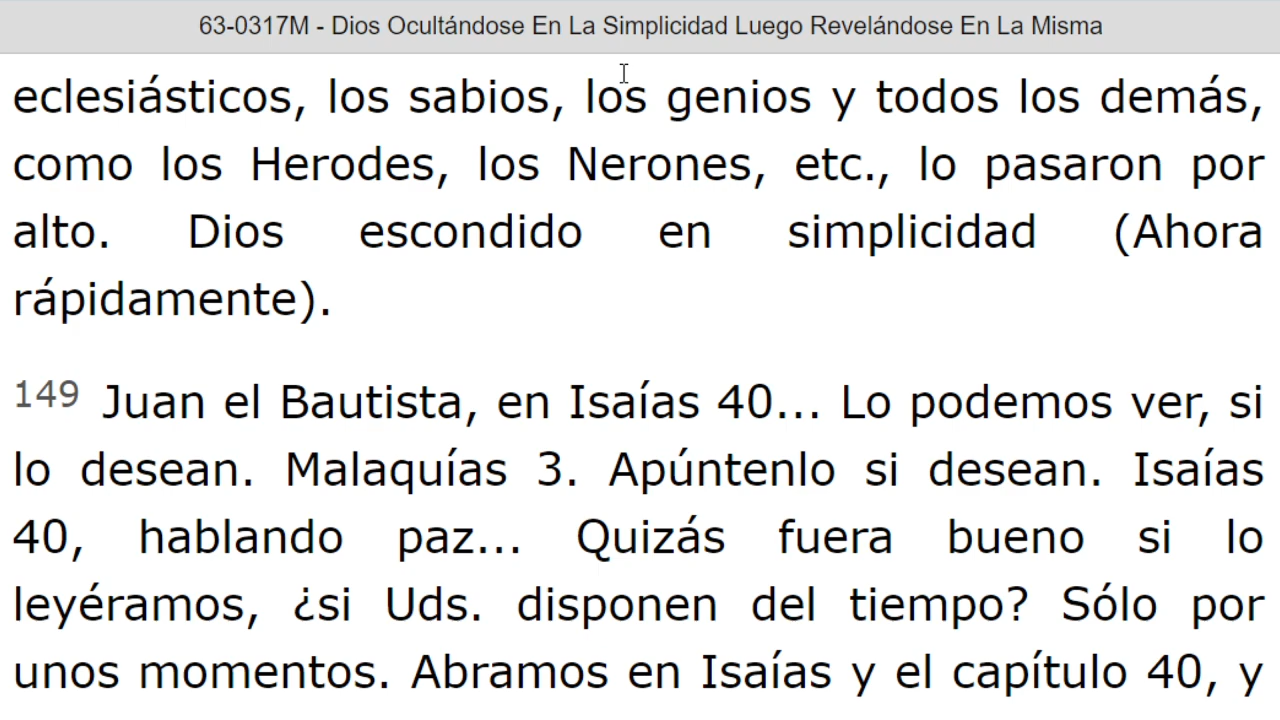 63-0317M - Dios Ocultándose En La Simplicidad Luego Revelándose En La Misma
eclesiásticos, los sabios, los genios y todos los demás,
como los Herodes, los Nerones, etc., lo pasaron por
alto. Dios escondido en simplicidad (Ahora
rápidamente).
149 Juan el Bautista, en Isaías 40... Lo podemos ver, si
lo desean. Malaquías 3. Apúntenlo si desean. Isaías
40, hablando paz... Quizás fuera bueno si lo
leyéramos, ¿si Uds. disponen del tiempo? Sólo por
unos momentos. Abramos en Isaías y el capítulo 40, y